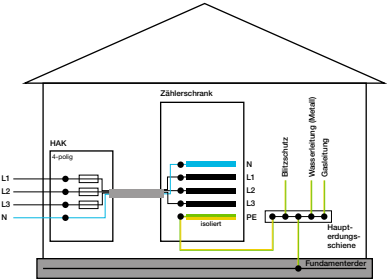 Zählerschrank
HAK
4-polig
L1
L2
L3
N
N
L1
L2
L3
PE
isoliert
Blitzschutz
Wasserleitung (Metall)
Gasleitung
Haupt-
erdungs-
schiene
Fundamenterder